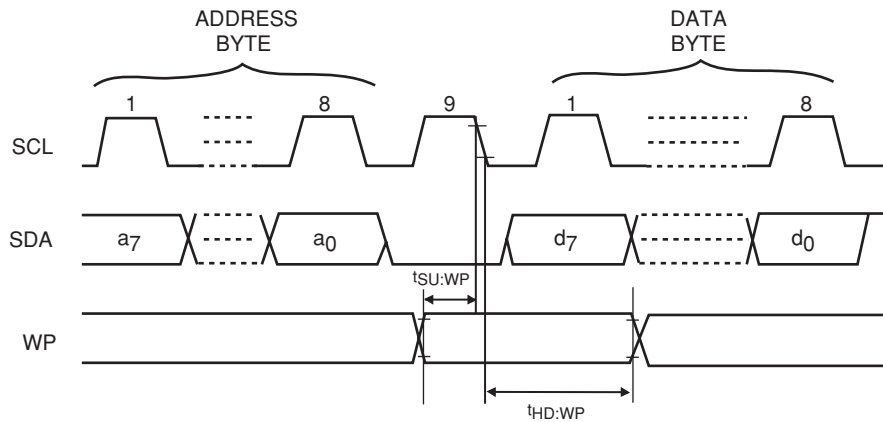 ADDRESS
BYTE
DATA
BYTE
1 8 9 1 8
SCL
SDA a7 a0 d7 d0
tSU:WP
WP
tHD:WP